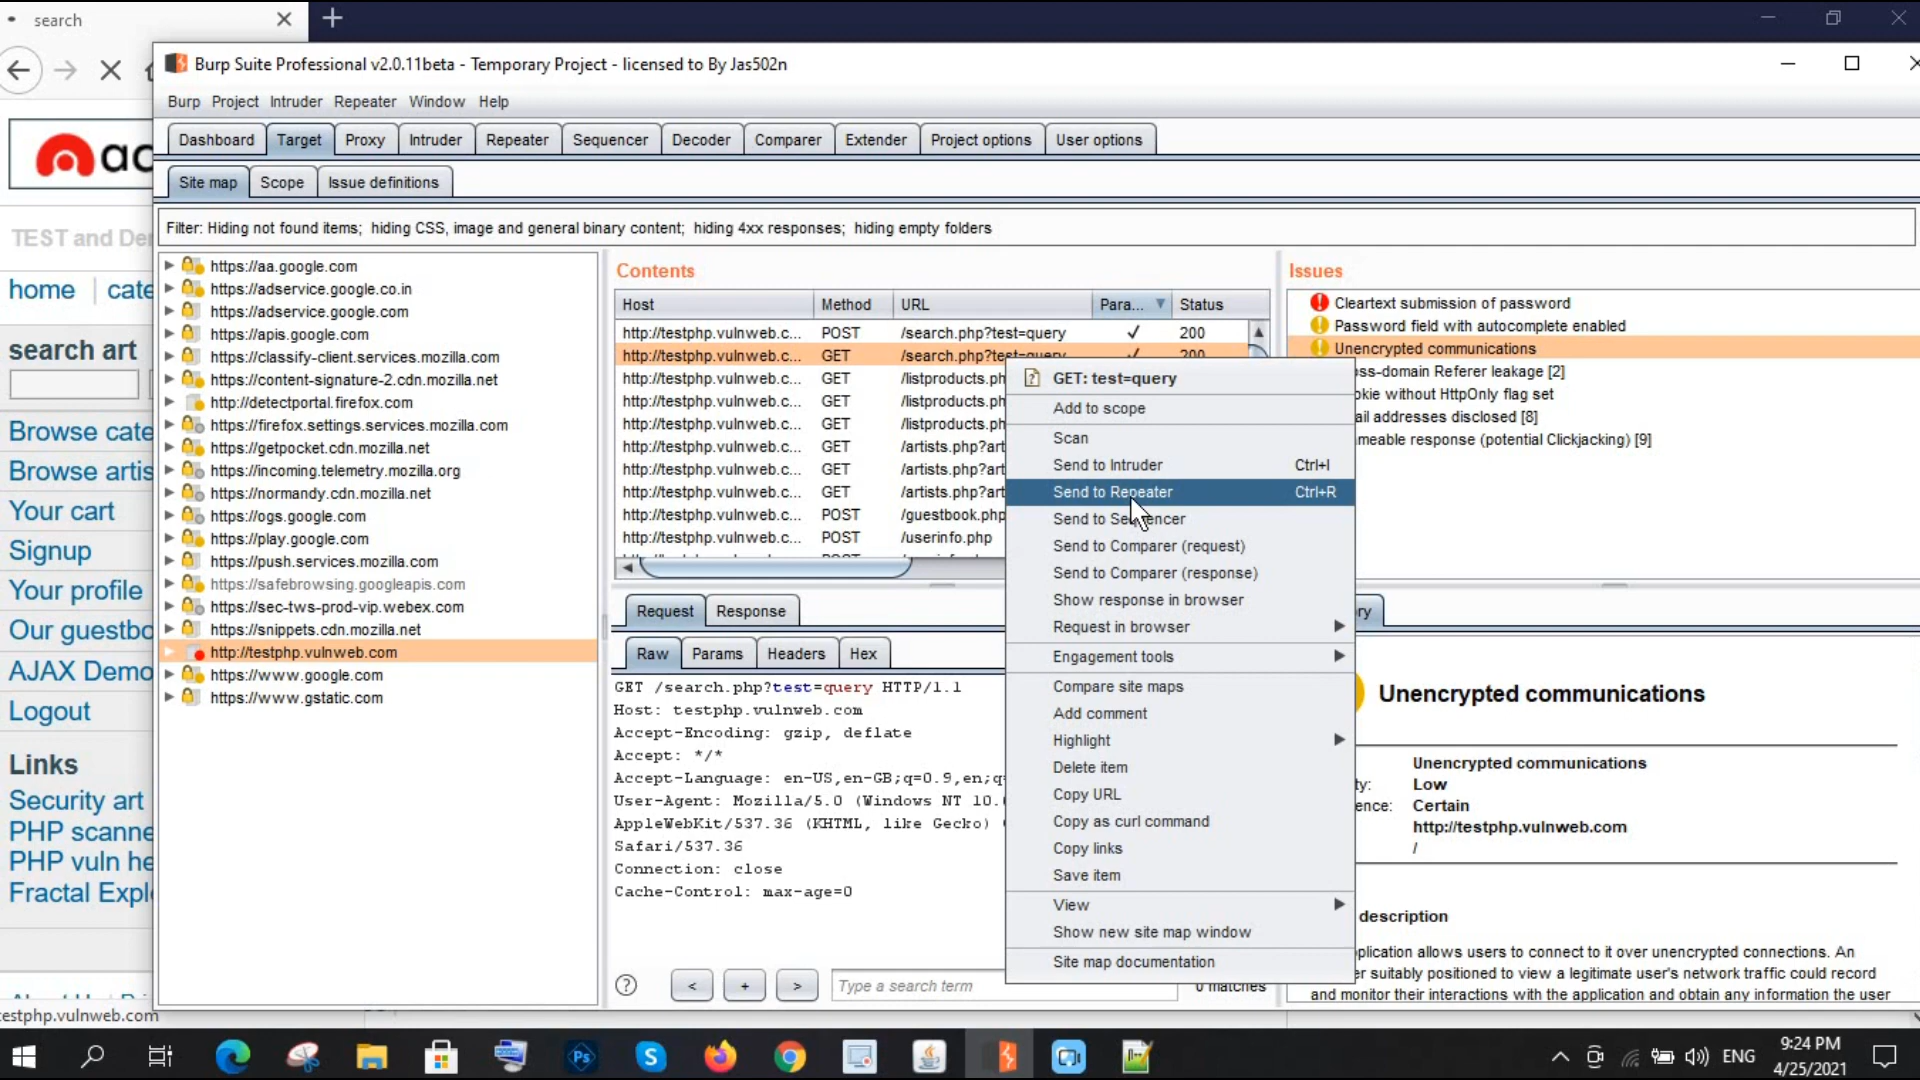 search
Burp Suite Professional v2.0.11beta - Temporary Project - licensed to By Jas502n
Burp Project Intruder Repeater Window Help
Dashboard Target Proxy Intruder Repeater Sequencer Decoder Comparer Extender Project options User options
Site map Scope Issue definitions
Filter: Hiding not found items; hiding CSS, image and general binary content; hiding 4xx responses; hiding empty folders
ac
TEST and De
home cate
search art
Browse cate
Browse artis
Your cart
Signup
Your profile
Our guestbo
AJAX Demo
Logout
Links
Security art
PHP scanne
PHP vuln he
Fractal Expl
estphp.vulnweb.com
https://aa.google.com
https://adservice.google.co.in
https://adservice.google.com
https://apis.google.com
https://classify-client.services.mozilla.com
https://content-signature-2.cdn.mozilla.net
http://detectportal.firefox.com
https://firefox.settings.services.mozilla.com
https://getpocket.cdn.mozilla.net
https://incoming.telemetry.mozilla.org
https://normandy.cdn.mozilla.net
https://ogs.google.com
https://play.google.com
https://push.services.mozilla.com
https://safebrowsing.googleapis.com
https://sec-tws-prod-vip.webex.com
https://snippets.cdn.mozilla.net
http://testphp.vulnweb.com
https://www.google.com
https://www.gstatic.com
Contents
Host Method URL Para... Status
http://testphp.vulnweb.c... POST /search.php?test=query ✓ 200
http://testphp.vulnweb.c... GET /search.php?test=query ✓ 200
http://testphp.vulnweb.c... GET /listproducts.ph
http://testphp.vulnweb.c... GET /listproducts.ph
http://testphp.vulnweb.c... GET /listproducts.ph
http://testphp.vulnweb.c... GET /artists.php?art
http://testphp.vulnweb.c... GET /artists.php?art
http://testphp.vulnweb.c... GET /artists.php?art
http://testphp.vulnweb.c... POST /guestbook.php
http://testphp.vulnweb.c... POST /userinfo.php
Request Response
Raw Params Headers Hex
GET /search.php?test=query HTTP/1.1
Host: testphp.vulnweb.com
Accept-Encoding: gzip, deflate
Accept: */*
Accept-Language: en-US,en-GB;q=0.9,en;q=
User-Agent: Mozilla/5.0 (Windows NT 10.0
AppleWebKit/537.36 (KHTML, like Gecko)
Safari/537.36
Connection: close
Cache-Control: max-age=0
? < + > Type a search term 0 matches
GET: test=query
Add to scope
Scan
Send to Intruder Ctrl+I
Send to Repeater Ctrl+R
Send to Sequencer
Send to Comparer (request)
Send to Comparer (response)
Show response in browser
Request in browser
Engagement tools
Compare site maps
Add comment
Highlight
Delete item
Copy URL
Copy as curl command
Copy links
Save item
View
Show new site map window
Site map documentation
Issues
Cleartext submission of password
Password field with autocomplete enabled
Unencrypted communications
oss-domain Referer leakage [2]
okie without HttpOnly flag set
ail addresses disclosed [8]
ameable response (potential Clickjacking) [9]
ry
Unencrypted communications
Unencrypted communications
ty: Low
ence: Certain
http://testphp.vulnweb.com
/
description
plication allows users to connect to it over unencrypted connections. An
er suitably positioned to view a legitimate user's network traffic could record
and monitor their interactions with the application and obtain any information the user
Ps S ENG
9:24 PM
4/25/2021